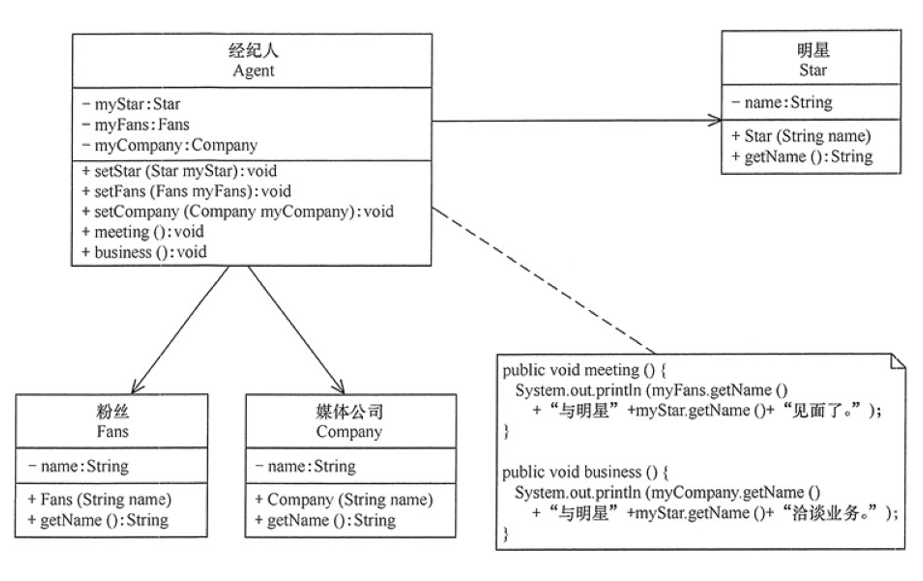 经纪人
Agent
- myStar:Star
- myFans:Fans
- myCompany:Company
+ setStar (Star myStar):void
+ setFans (Fans myFans):void
+ setCompany (Company myCompany):void
+ meeting ():void
+ business ():void
明星
Star
- name:String
+ Star (String name)
+ getName ():String
粉丝
Fans
- name:String
+ Fans (String name)
+ getName ():String
媒体公司
Company
- name:String
+ Company (String name)
+ getName ():String
public void meeting () {
System.out.println (myFans.getName ()
+ “与明星” +myStar.getName ()+ “见面了。” );
}
public void business () {
System.out.println (myCompany.getName ()
+ “与明星” +myStar.getName ()+ “洽谈业务。” );
}